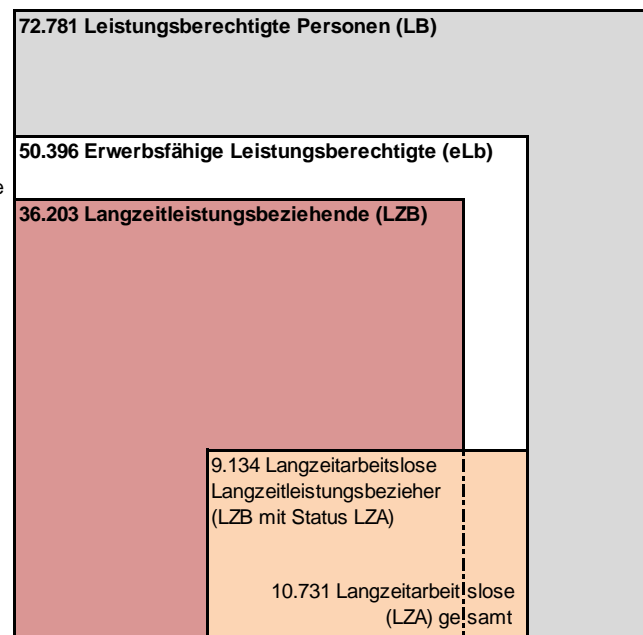 72.781 Leistungsberechtigte Personen (LB)
50.396 Erwerbsfähige Leistungsberechtigte (eLb)
e
36.203 Langzeitleistungsbeziehende (LZB)
9.134 Langzeitarbeitslose
Langzeitleistungsbezieher
(LZB mit Status LZA)
10.731 Langzeitarbeitslose
(LZA) gesamt